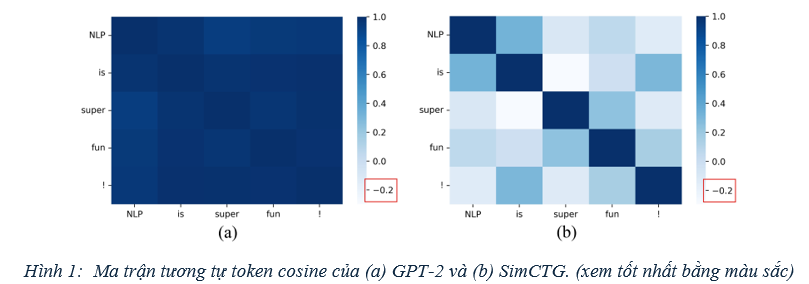 NLP
is
super
fun
!
NLP is super fun !
1.0
0.8
0.6
0.4
0.2
0.0
−0.2
(a)
NLP
is
super
fun
!
NLP is super fun !
1.0
0.8
0.6
0.4
0.2
0.0
−0.2
(b)
Hình 1: Ma trận tương tự token cosine của (a) GPT-2 và (b) SimCTG. (xem tốt nhất bằng màu sắc)